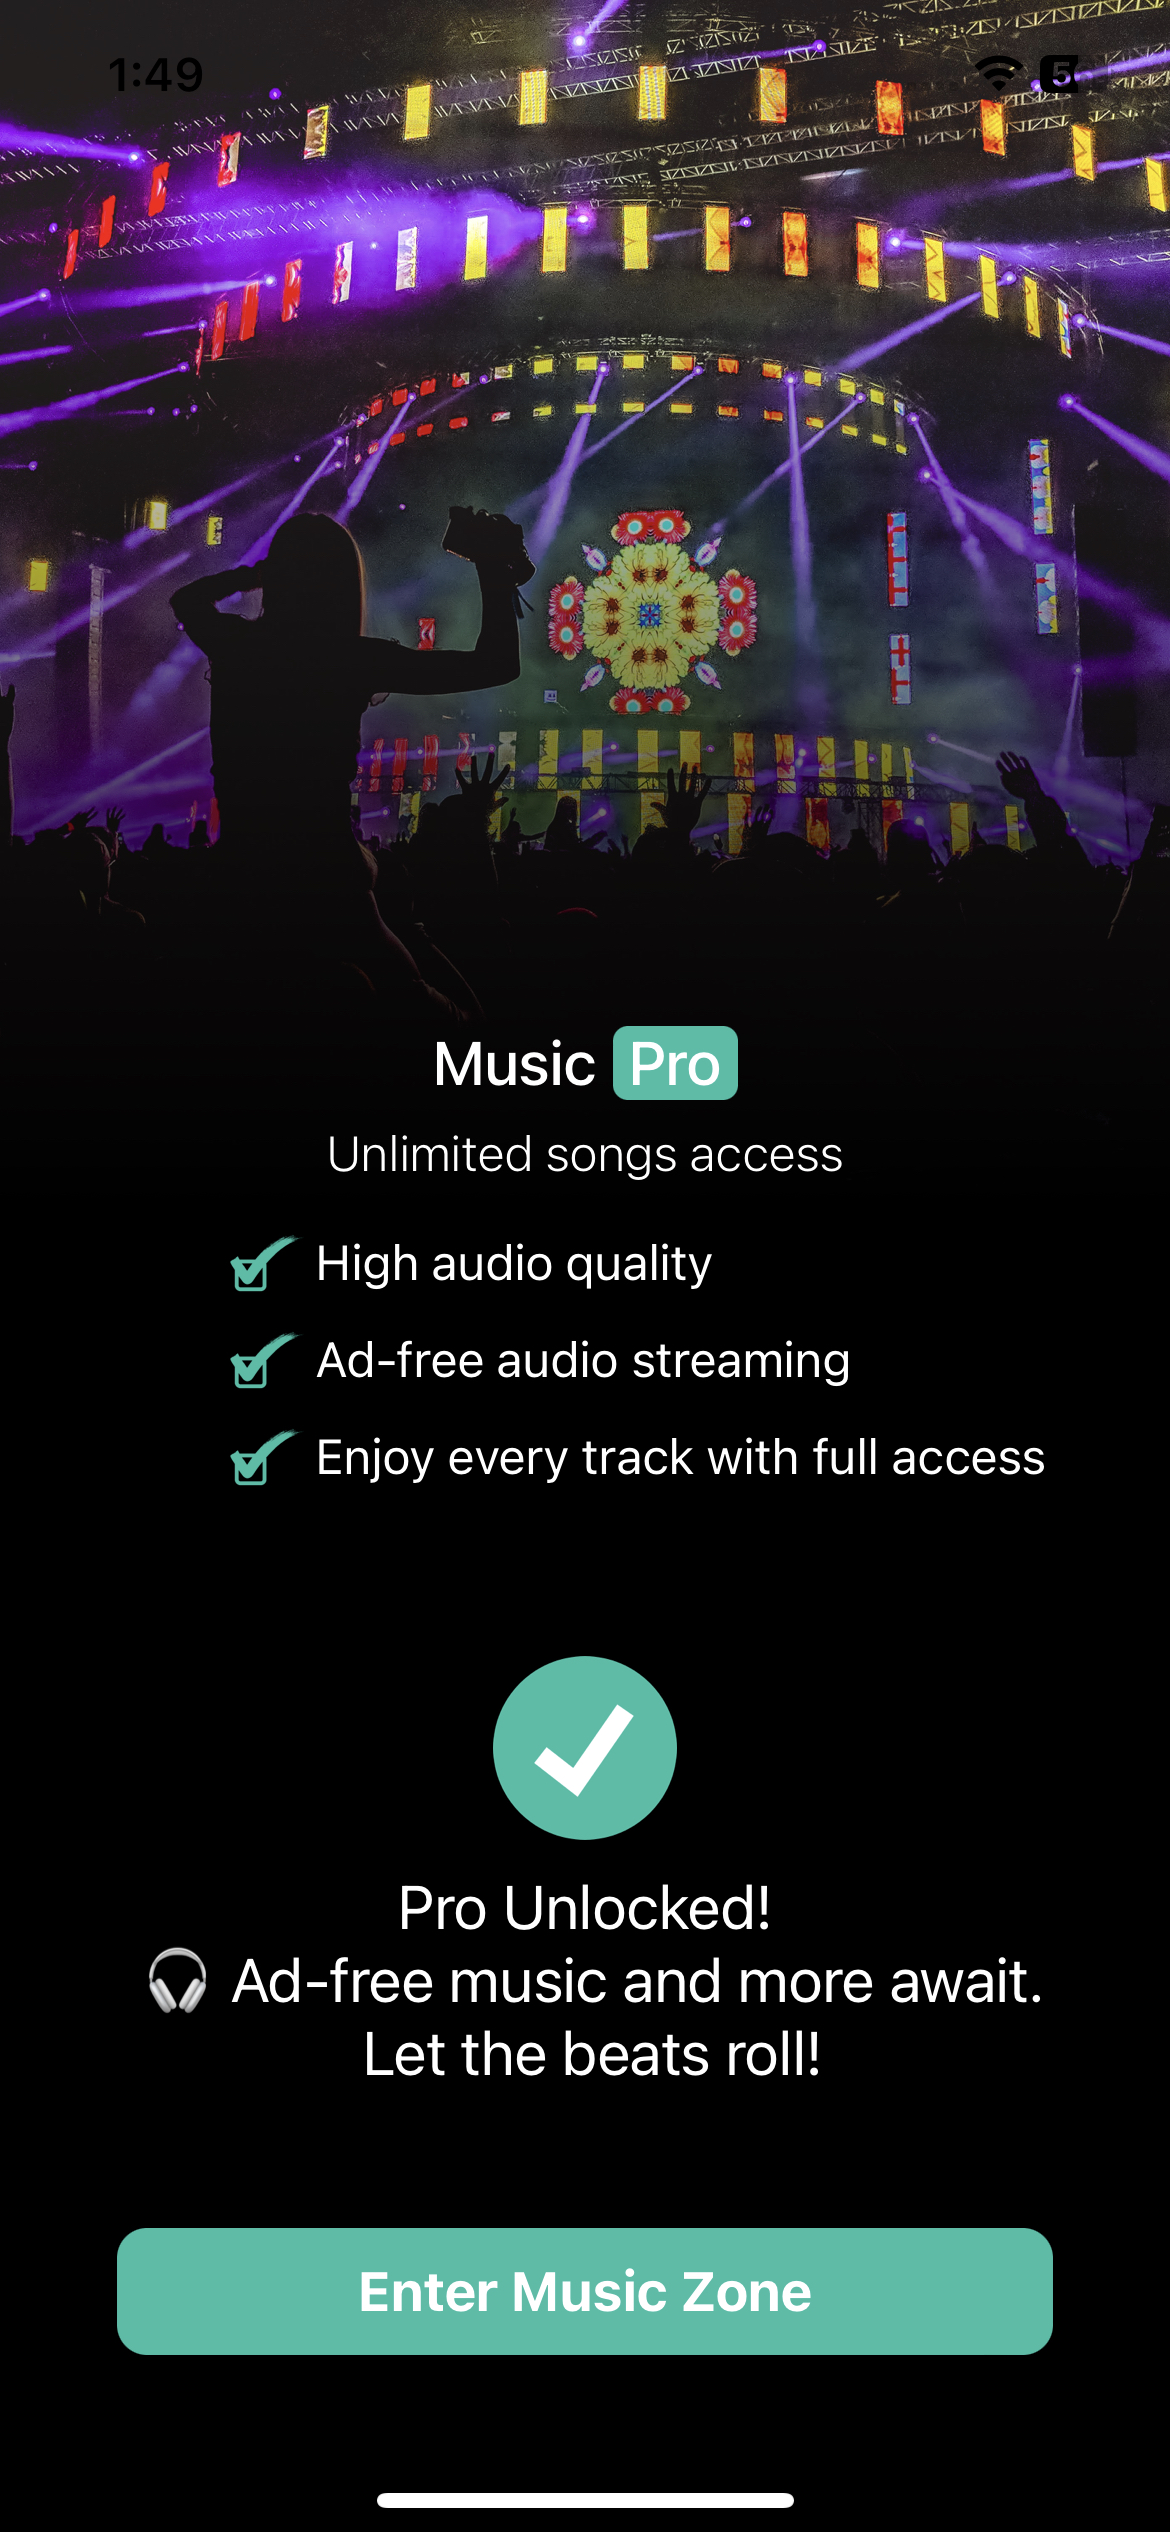 1:49
Music Pro
Unlimited songs access
High audio quality
Ad-free audio streaming
Enjoy every track with full access
Pro Unlocked!
🎧 Ad-free music and more await.
Let the beats roll!
Enter Music Zone